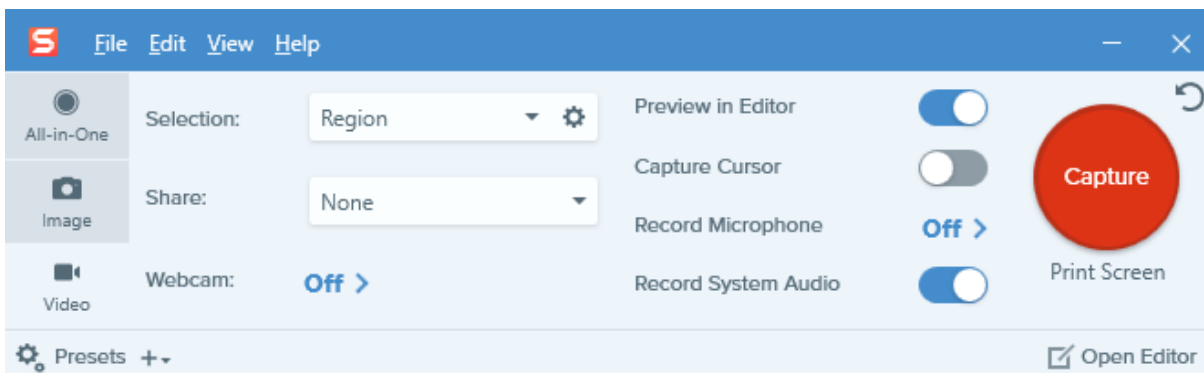 S File Edit View Help
All-in-One
Image
Video
Selection: Region
Share: None
Webcam: Off >
Preview in Editor
Capture Cursor
Record Microphone Off >
Record System Audio
Capture
Print Screen
Presets +
Open Editor